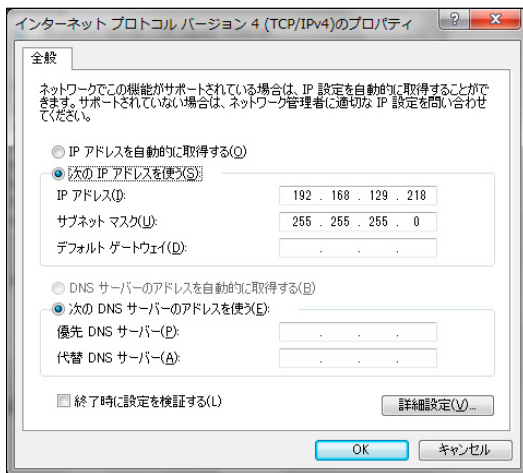 インターネット プロトコル バージョン 4 (TCP/IPv4)のプロパティ
全般
ネットワークでこの機能がサポートされている場合は、IP 設定を自動的に取得することがで
きます。サポートされていない場合は、ネットワーク管理者に適切な IP 設定を問い合わせ
てください。
IP アドレスを自動的に取得する(O)
次の IP アドレスを使う(S):
IP アドレス(I): 192 . 168 . 129 . 218
サブネット マスク(U): 255 . 255 . 255 . 0
デフォルト ゲートウェイ(D): . . .
DNS サーバーのアドレスを自動的に取得する(B)
次の DNS サーバーのアドレスを使う(E):
優先 DNS サーバー(P): . . .
代替 DNS サーバー(A): . . .
終了時に設定を検証する(L)
詳細設定(V)...
OK キャンセル